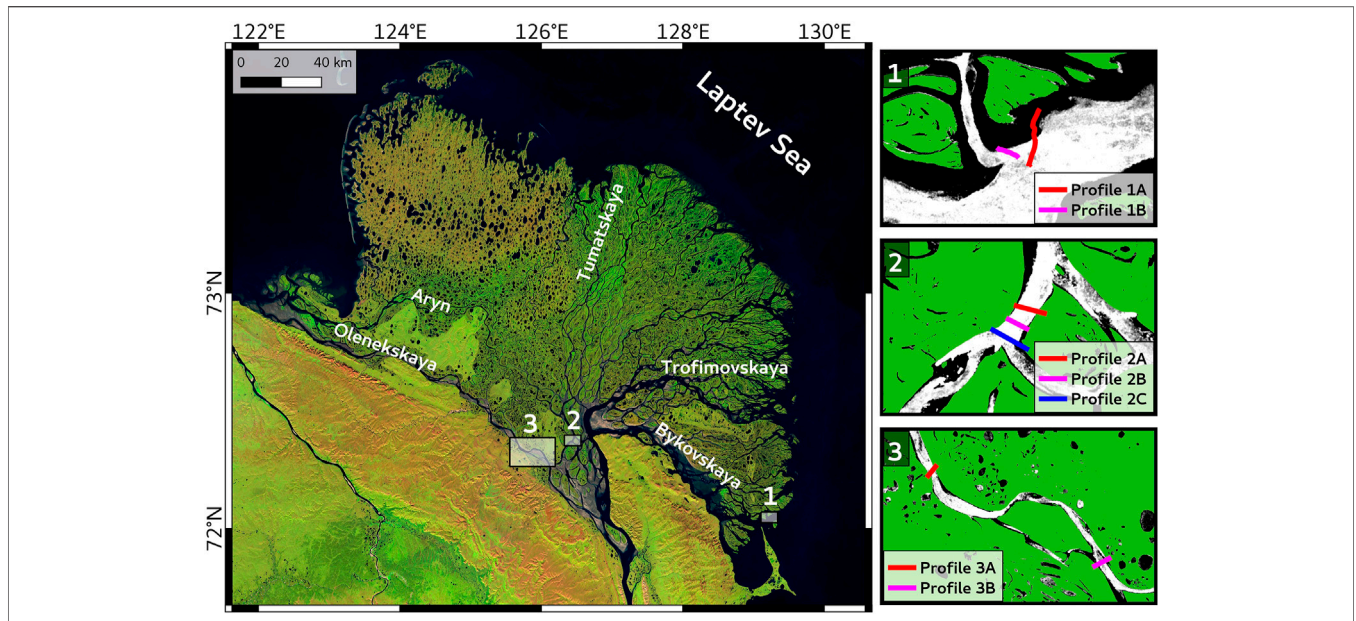 122°E 124°E 126°E 128°E 130°E
0 20 40 km
Laptev Sea
Tumatskaya
73°N
Aryn
Olenekskaya
Trofimovskaya
3
2
Bykovskaya
1
72°N
1
Profile 1A
Profile 1B
2
Profile 2A
Profile 2B
Profile 2C
3
Profile 3A
Profile 3B